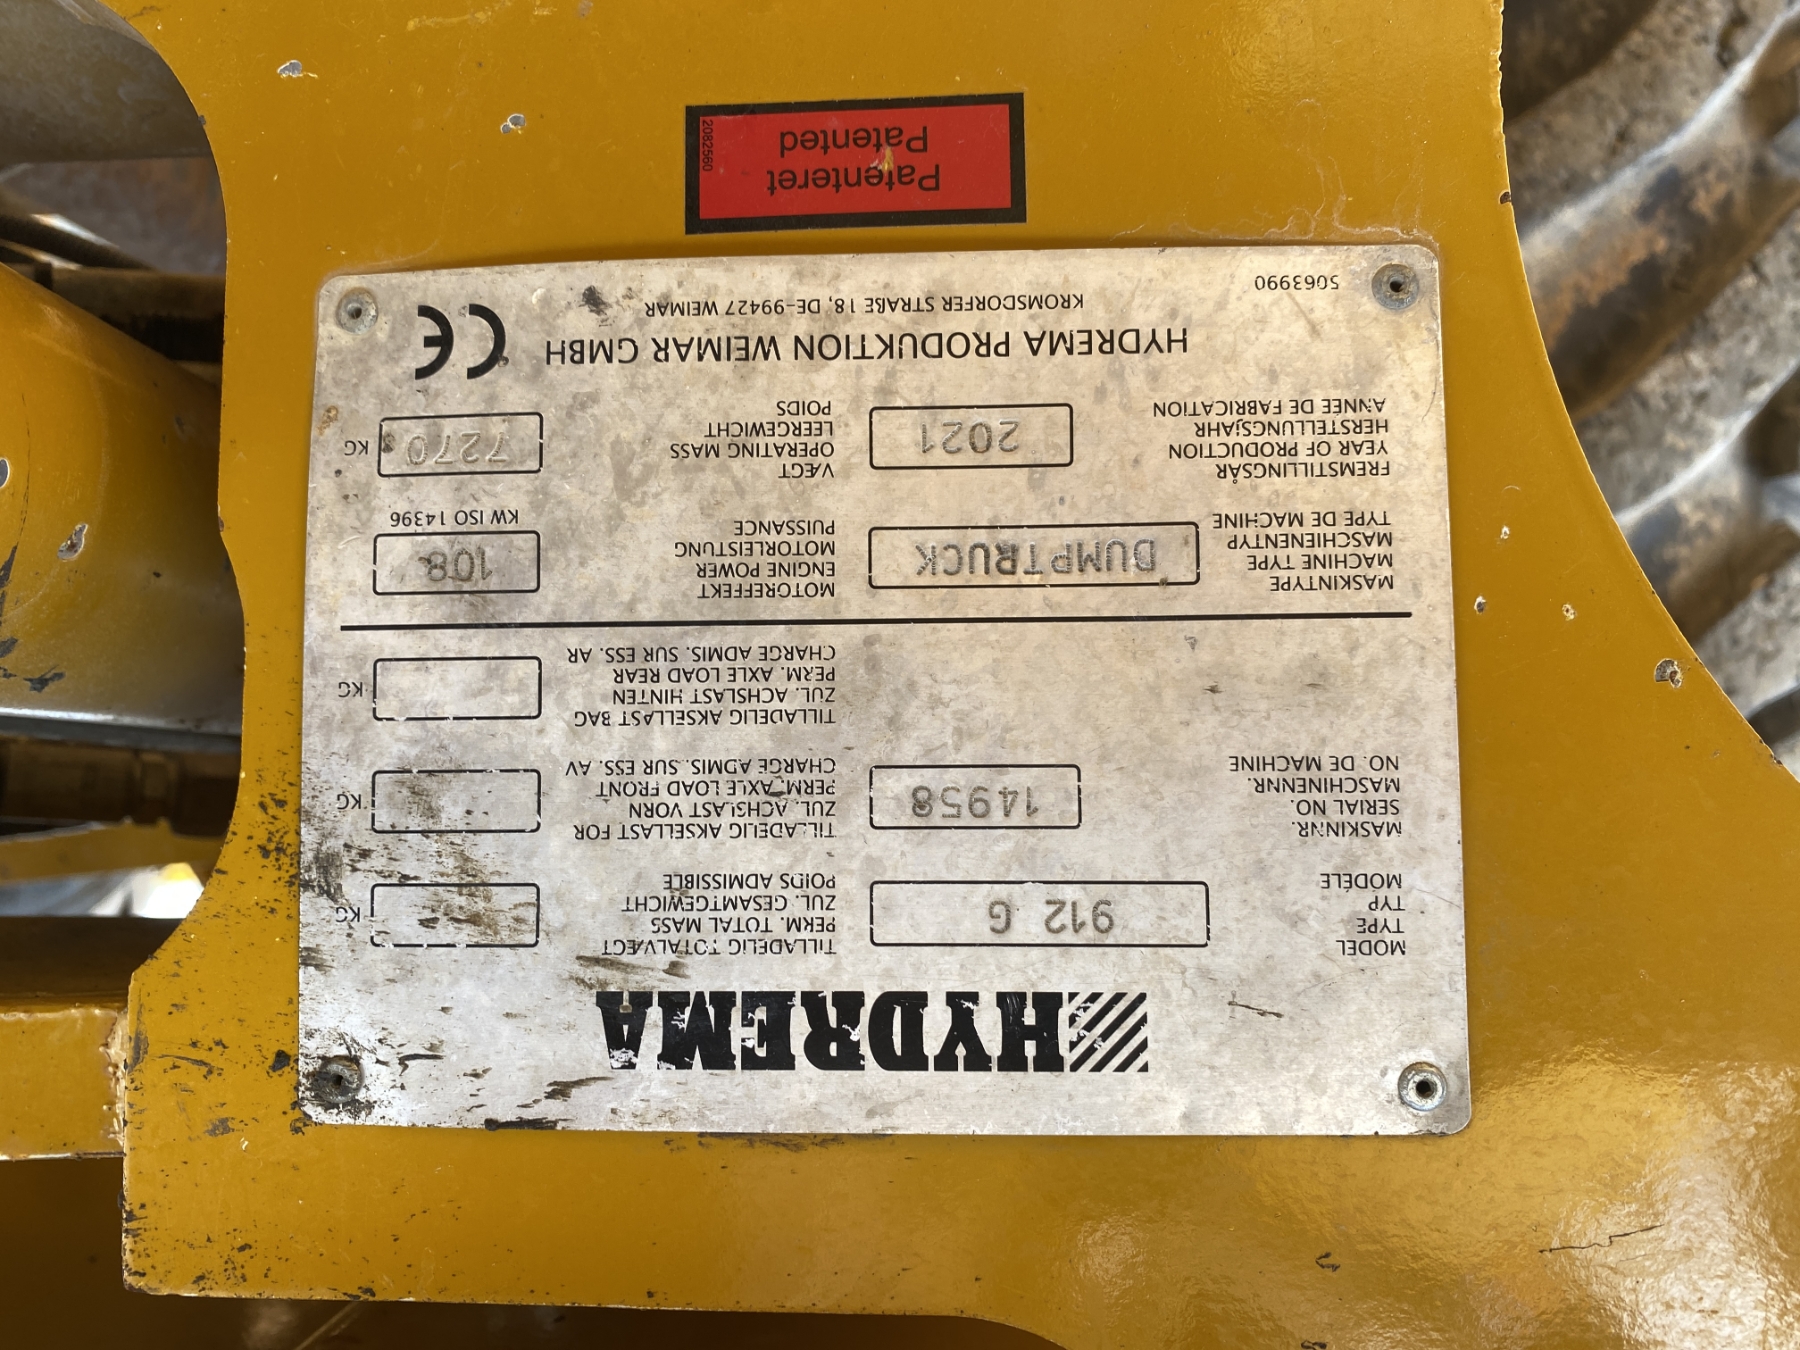 HYDREMA
MODEL
TYPE
TYP
MODÉLE
912 G
TILLADELIG TOTALVÆGT
PERM. TOTAL MASS
ZUL. GESAMTGEWICHT
POIDS ADMISSIBLE
KG
MASKINNR.
SERIAL NO.
MASCHINENNR.
NO. DE MACHINE
14958
TILLADELIG AKSELLAST FOR
ZUL. ACHSLAST VORN
PERM. AXLE LOAD FRONT
CHARGE ADMIS. SUR ESS. AV
KG
TILLADELIG AKSELLAST BAG
ZUL. ACHSLAST HINTEN
PERM. AXLE LOAD REAR
CHARGE ADMIS. SUR ESS. AR
KG
MASKINTYPE
MACHINE TYPE
MASCHIENENTYP
TYPE DE MACHINE
DUMPTRUCK
MOTOREFFEKT
ENGINE POWER
MOTORLEISTUNG
PUISSANCE
108
KW ISO 14396
FREMSTILLINGSÅR
YEAR OF PRODUCTION
HERSTELLUNGSJAHR
ANNÉE DE FABRICATION
2021
VÆGT
OPERATING MASS
LEERGEWICHT
POIDS
7270
KG
HYDREMA PRODUKTION WEIMAR GMBH
KROMSDORFER STRAßE 18, DE-99427 WEIMAR
CE
5063990
Patenteret
Patented
2082560